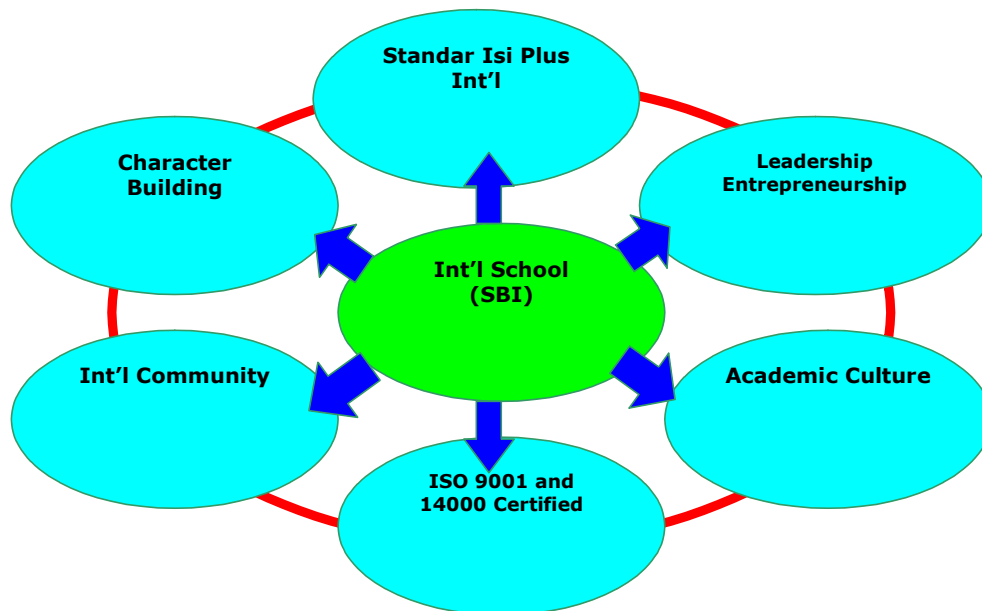 Standar Isi Plus
Int’l
Character
Building
Leadership
Entrepreneurship
Int’l School
(SBI)
Int’l Community
Academic Culture
ISO 9001 and
14000 Certified